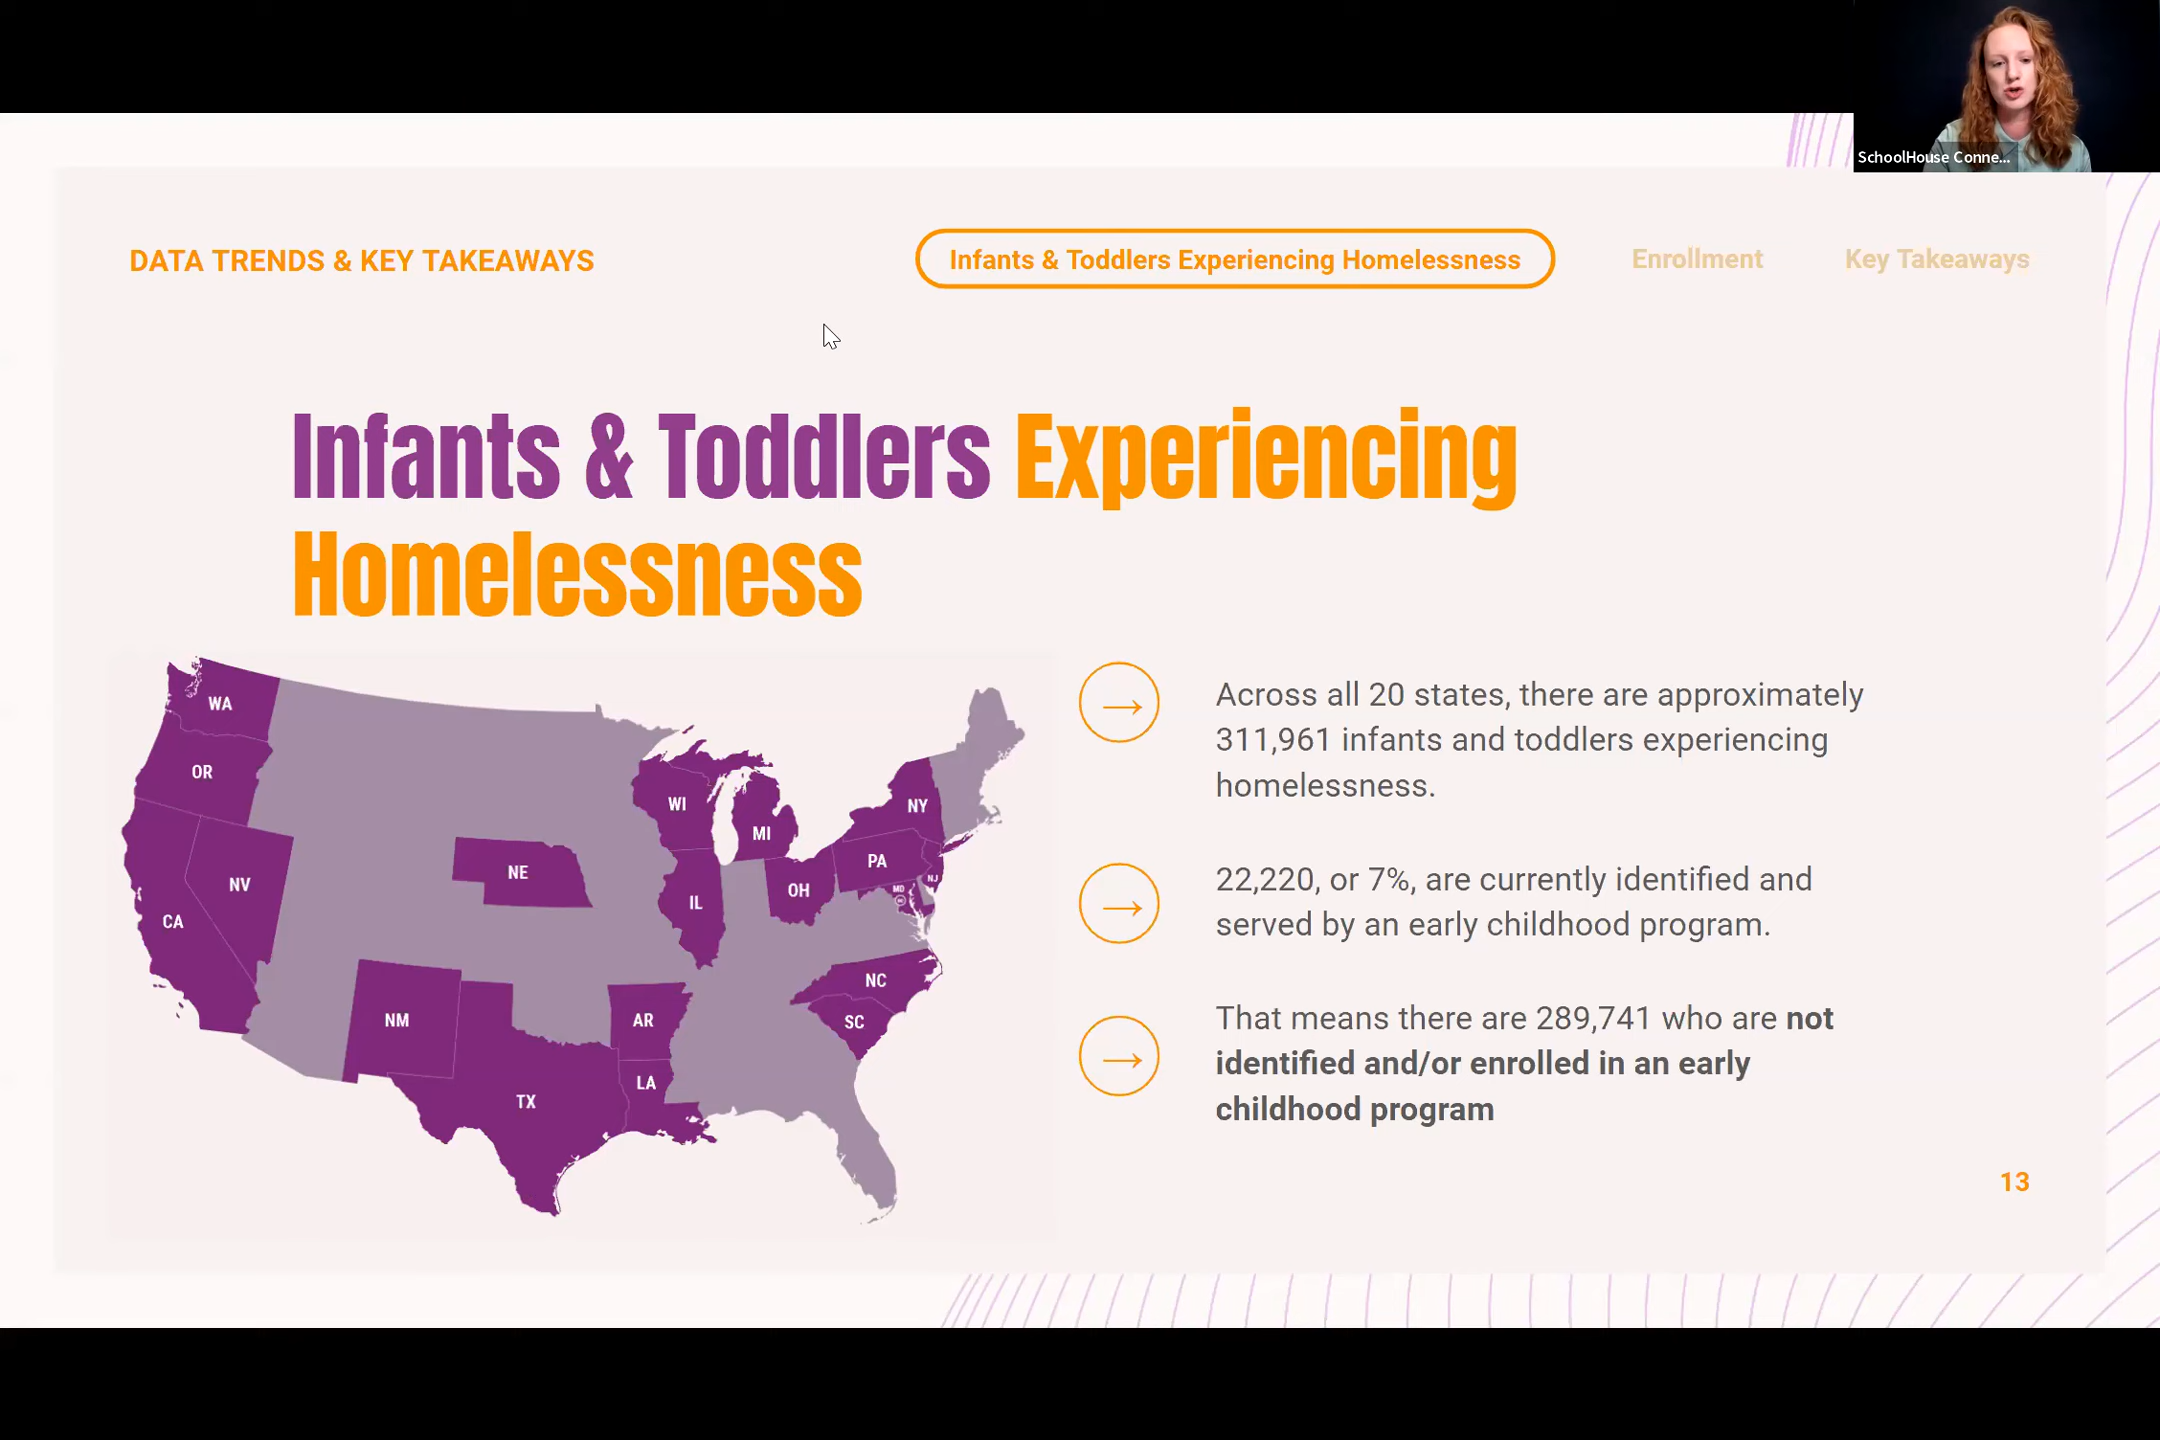 SchoolHouse Conne...
DATA TRENDS & KEY TAKEAWAYS
Infants & Toddlers Experiencing Homelessness
Enrollment
Key Takeaways
Infants & Toddlers Experiencing
Homelessness
WA
OR
NV
CA
NE
NM
TX
WI
MI
IL
OH
AR
LA
NY
PA
NJ
MD
NC
SC
Across all 20 states, there are approximately
311,961 infants and toddlers experiencing
homelessness.
22,220, or 7%, are currently identified and
served by an early childhood program.
That means there are 289,741 who are not
identified and/or enrolled in an early
childhood program
13